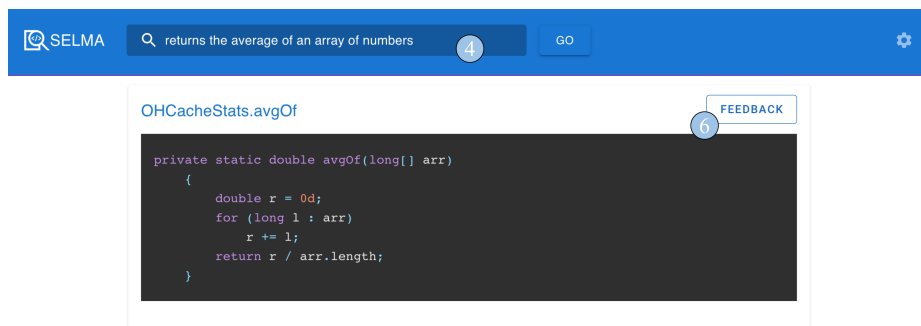 SELMA returns the average of an array of numbers 4 GO
OHCacheStats.avgOf FEEDBACK
6
private static double avgOf(long[] arr)
{
double r = 0d;
for (long l : arr)
r += l;
return r / arr.length;
}